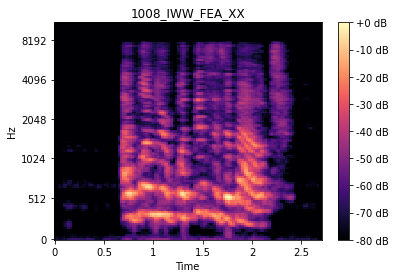 1008_IWW_FEA_XX
+0 dB
8192
-10 dB
-20 dB
4096
-30 dB
2048
-40 dB
Hz
1024
-50 dB
512
-60 dB
-70 dB
0
-80 dB
0 0.5 1 1.5 2 2.5
Time